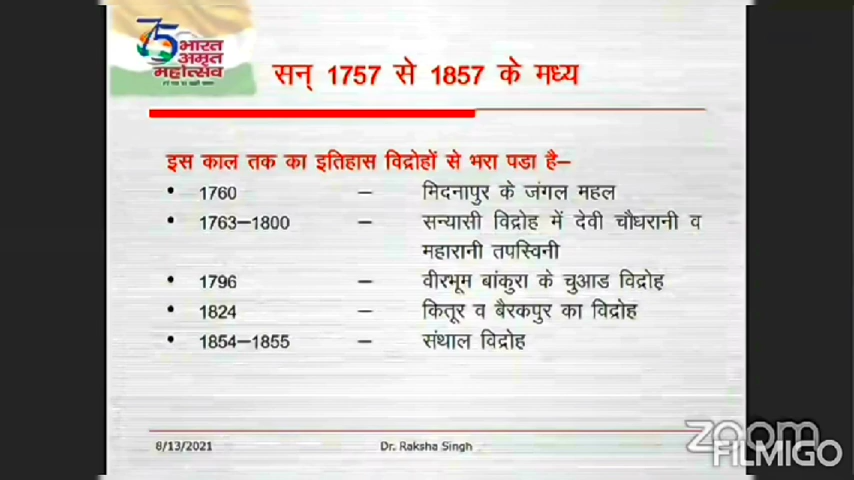 75
भारत
अमृत
महोत्सव
सन् 1757 से 1857 के मध्य
इस काल तक का इतिहास विद्रोहों से भरा पडा है–
• 1760 – मिदनापुर के जंगल महल
• 1763–1800 – सन्यासी विद्रोह में देवी चौधरानी व
महारानी तपस्विनी
• 1796 – वीरभूम बांकुरा के चुआड विद्रोह
• 1824 – कितूर व बैरकपुर का विद्रोह
• 1854–1855 – संथाल विद्रोह
8/13/2021 Dr. Raksha Singh
zoom
FILMIGO